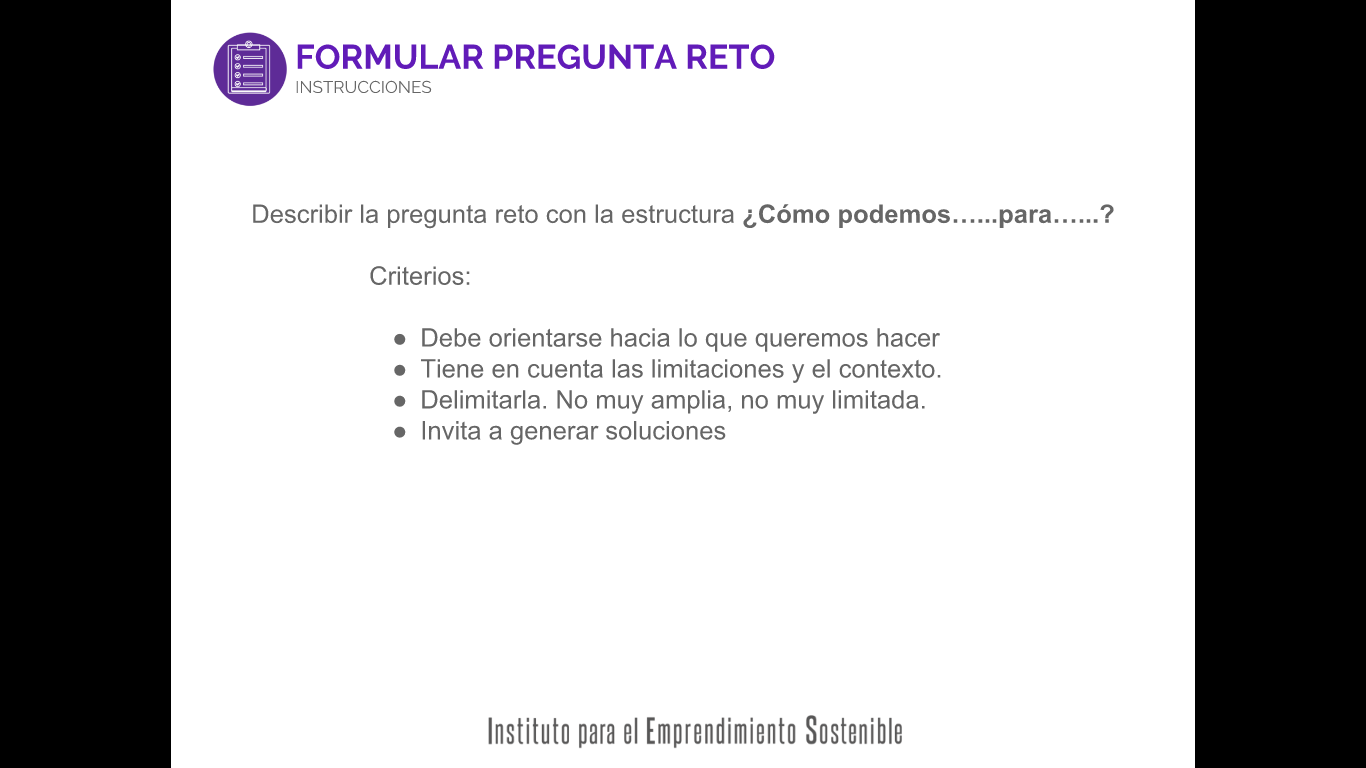 FORMULAR PREGUNTA RETO
INSTRUCCIONES
Describir la pregunta reto con la estructura ¿Cómo podemos…...para…...?
Criterios:
● Debe orientarse hacia lo que queremos hacer
● Tiene en cuenta las limitaciones y el contexto.
● Delimitarla. No muy amplia, no muy limitada.
● Invita a generar soluciones
Instituto para el Emprendimiento Sostenible